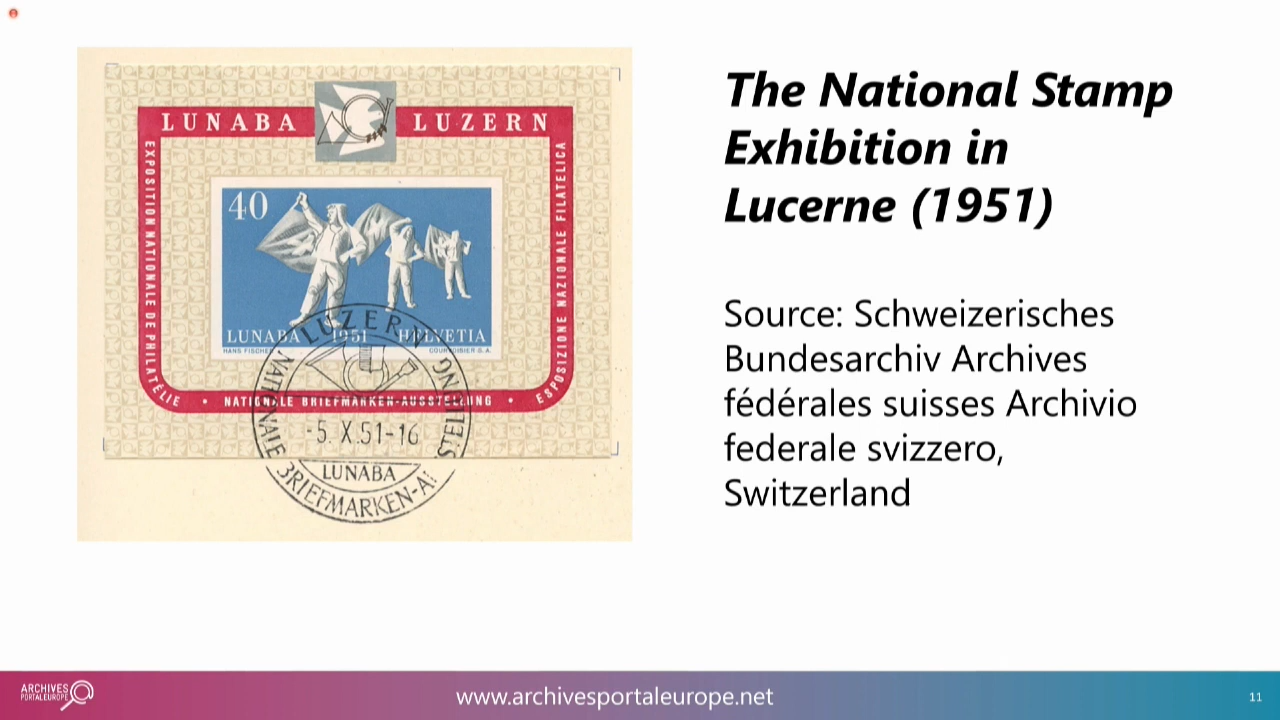 LUNABA LUZERN
EXPOSITION NATIONALE DE PHILATÉLIE
ESPOSIZIONE NAZIONALE FILATELICA
40
LUNABA 1951 HELVETIA
HANS FISCHER COURVOISIER S.A.
• NATIONALE BRIEFMARKEN-AUSSTELLUNG •
LUZERN
NATIONALE
-5. X.51-16
LUNABA
BRIEFMARKEN-A
STELLUNG
The National Stamp
Exhibition in
Lucerne (1951)
Source: Schweizerisches
Bundesarchiv Archives
fédérales suisses Archivio
federale svizzero,
Switzerland
ARCHIVES
PORTALEUROPE
www.archivesportaleurope.net
11